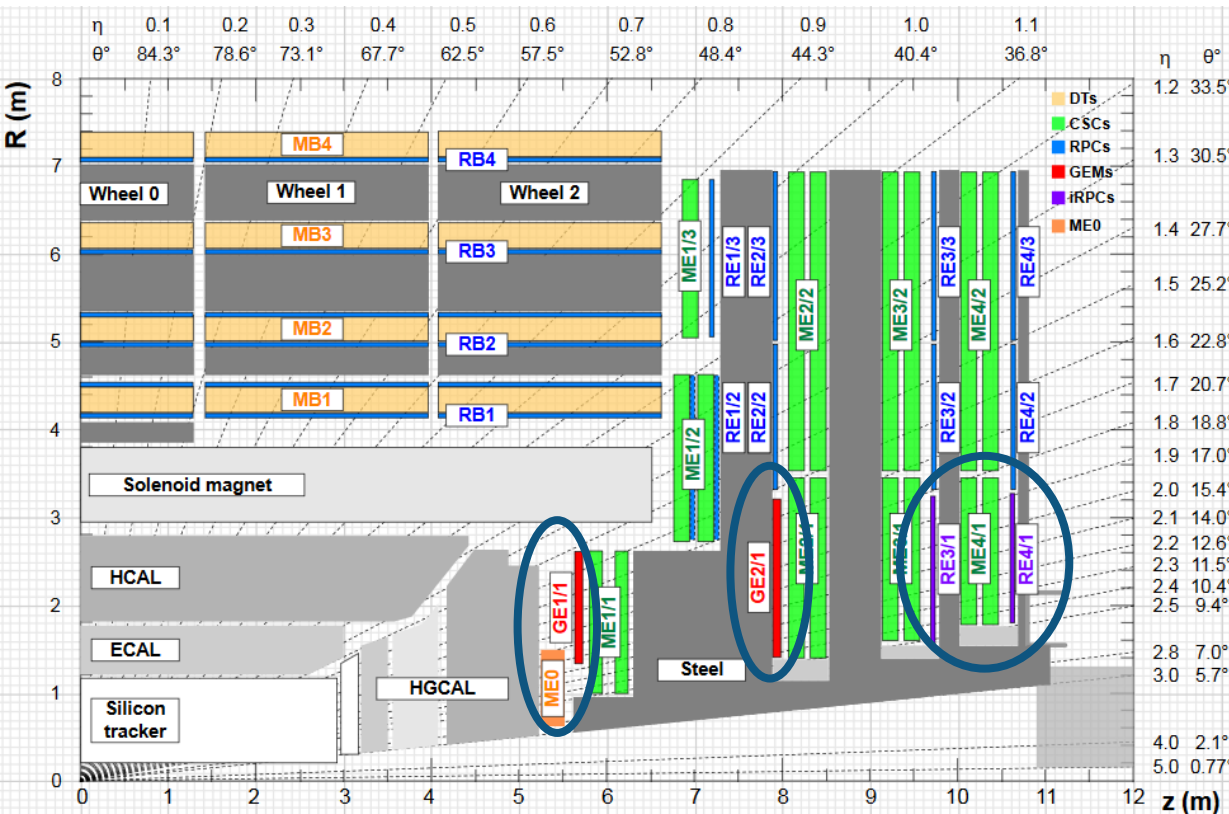 η 0.1 0.2 0.3 0.4 0.5 0.6 0.7 0.8 0.9 1.0 1.1
θ° 84.3° 78.6° 73.1° 67.7° 62.5° 57.5° 52.8° 48.4° 44.3° 40.4° 36.8° η θ°
R (m)
8
7
6
5
4
3
2
1
0
1.2 33.5°
1.3 30.5°
1.4 27.7°
1.5 25.2°
1.6 22.8°
1.7 20.7°
1.8 18.8°
1.9 17.0°
2.0 15.4°
2.1 14.0°
2.2 12.6°
2.3 11.5°
2.4 10.4°
2.5 9.4°
2.8 7.0°
3.0 5.7°
4.0 2.1°
5.0 0.77°
DTs
CSCs
RPCs
GEMs
iRPCs
ME0
MB4
RB4
Wheel 0
Wheel 1
Wheel 2
MB3
RB3
MB2
RB2
MB1
RB1
Solenoid magnet
HCAL
ECAL
HGCAL
Silicon
tracker
Steel
ME1/3
RE1/3
RE2/3
ME2/2
ME3/2
RE3/3
ME4/2
RE4/3
ME1/2
RE1/2
RE2/2
RE3/2
RE4/2
GE1/1
ME0
ME1/1
GE2/1
ME2/1
ME3/1
RE3/1
ME4/1
RE4/1
0 1 2 3 4 5 6 7 8 9 10 11 12 z (m)